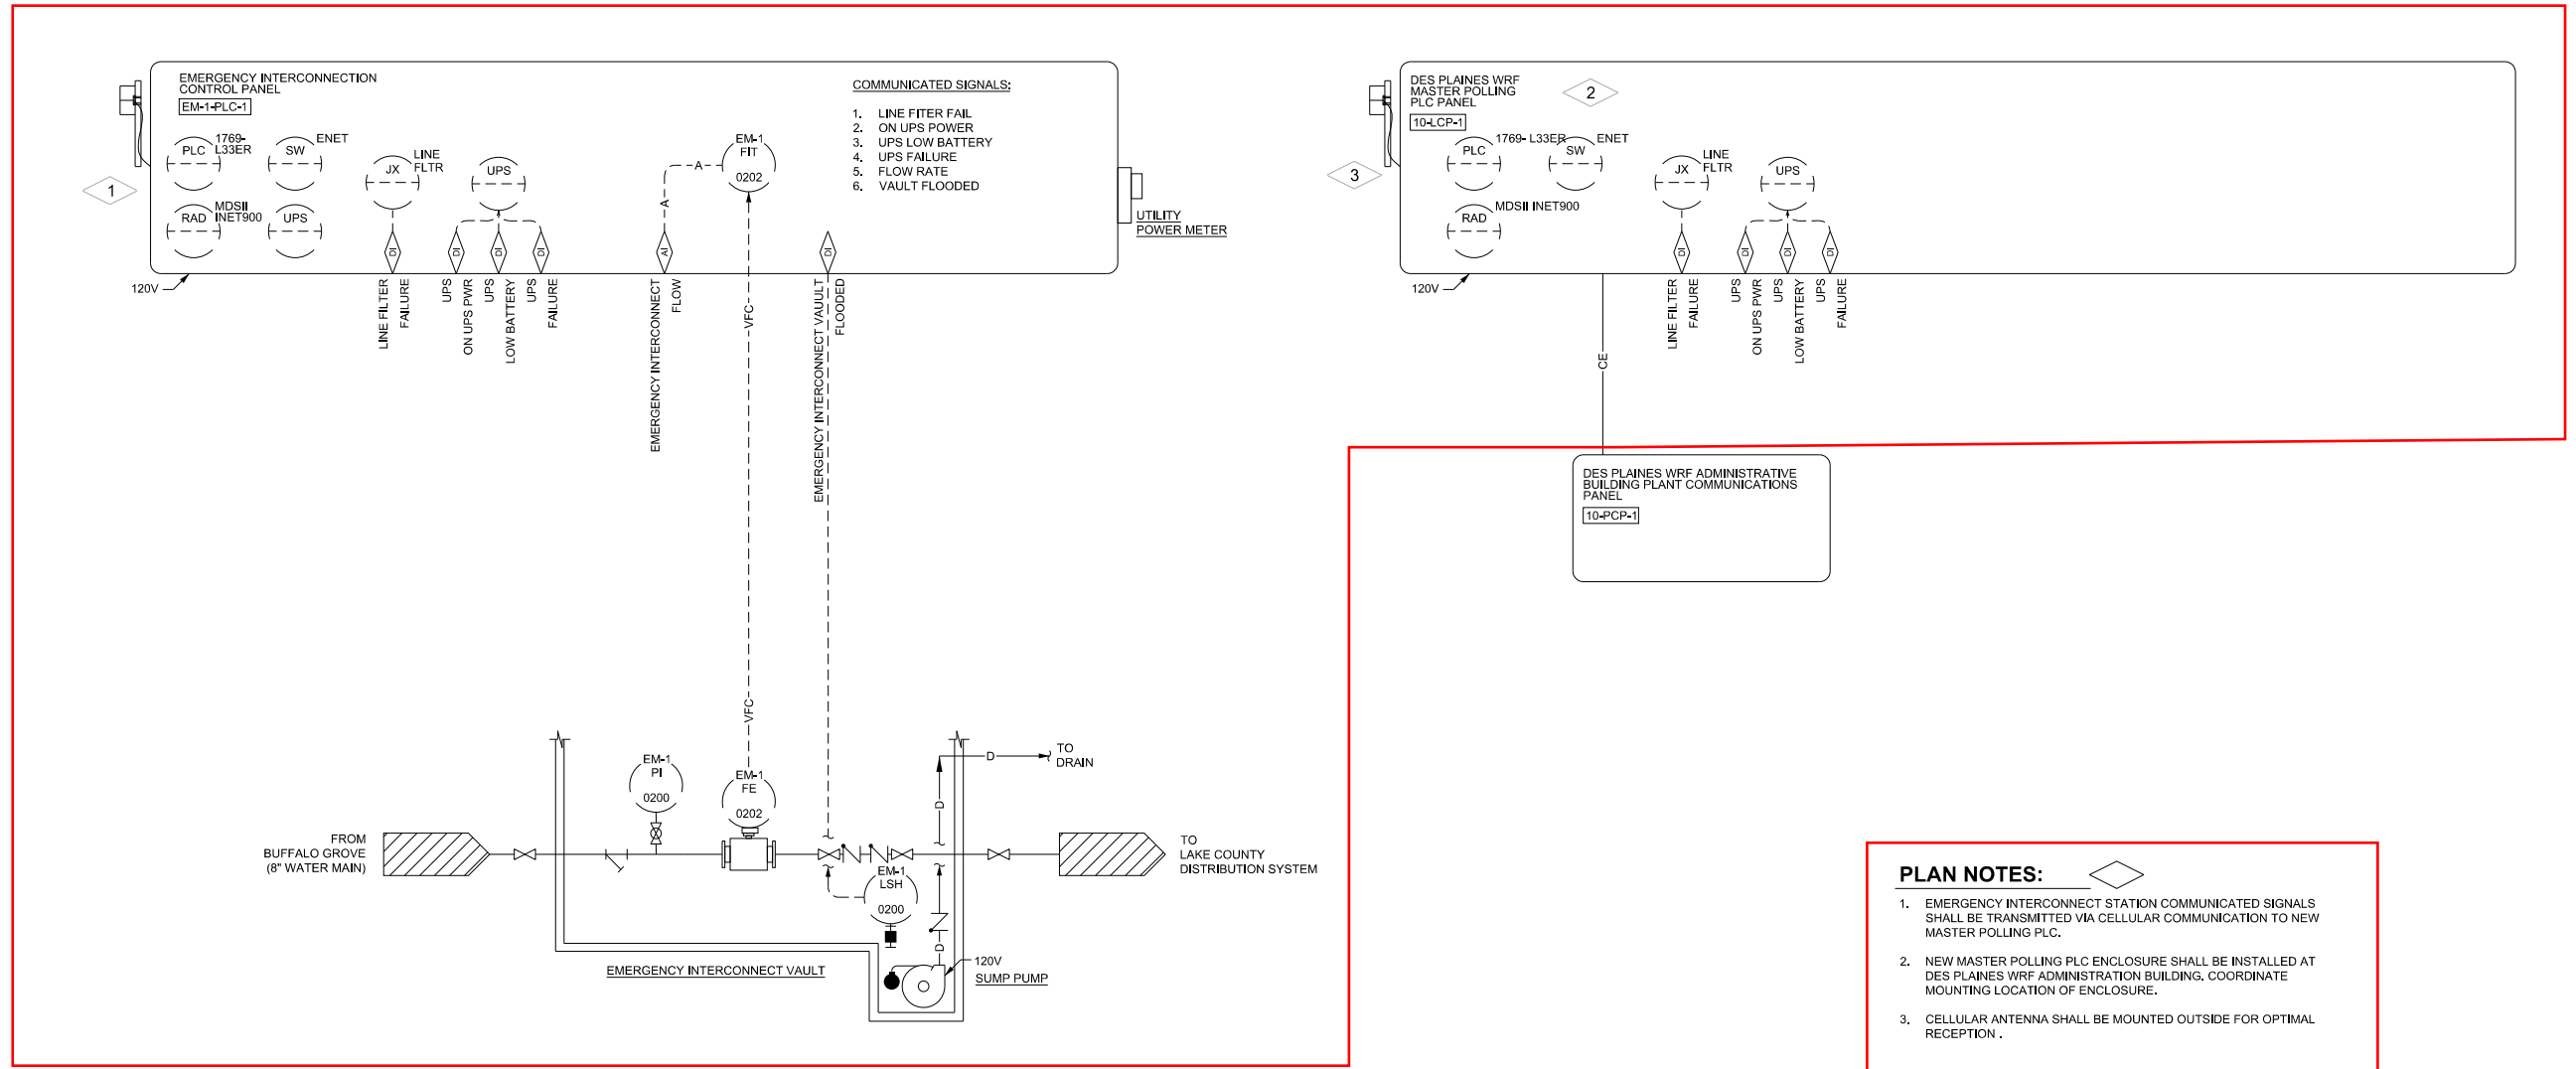 EMERGENCY INTERCONNECTION
CONTROL PANEL
EM-1-PLC-1
PLC
1769-
L33ER
SW
ENET
JX
LINE
FLTR
UPS
RAD
MDSII
INET900
UPS
EM-1
FIT
0202
A
A
COMMUNICATED SIGNALS:
1. LINE FITER FAIL
2. ON UPS POWER
3. UPS LOW BATTERY
4. UPS FAILURE
5. FLOW RATE
6. VAULT FLOODED
1
UTILITY
POWER METER
120V
DI
DI
DI
DI
AI
DI
LINE FILTER
FAILURE
UPS
ON UPS PWR
UPS
LOW BATTERY
UPS
FAILURE
EMERGENCY INTERCONNECT
FLOW
VFC
EMERGENCY INTERCONNECT VAUULT
FLOODED
VFC
DES PLAINES WRF
MASTER POLLING
PLC PANEL
10-LCP-1
2
3
PLC
1769- L33ER
SW
ENET
JX
LINE
FLTR
UPS
RAD
MDSII INET900
120V
DI
DI
DI
DI
LINE FILTER
FAILURE
UPS
ON UPS PWR
UPS
LOW BATTERY
UPS
FAILURE
CE
DES PLAINES WRF ADMINISTRATIVE
BUILDING PLANT COMMUNICATIONS
PANEL
10-PCP-1
FROM
BUFFALO GROVE
(8" WATER MAIN)
EM-1
PI
0200
EM-1
FE
0202
EM-1
LSH
0200
D
D
D
TO
DRAIN
TO
LAKE COUNTY
DISTRIBUTION SYSTEM
EMERGENCY INTERCONNECT VAULT
120V
SUMP PUMP
PLAN NOTES:
1. EMERGENCY INTERCONNECT STATION COMMUNICATED SIGNALS
SHALL BE TRANSMITTED VIA CELLULAR COMMUNICATION TO NEW
MASTER POLLING PLC.
2. NEW MASTER POLLING PLC ENCLOSURE SHALL BE INSTALLED AT
DES PLAINES WRF ADMINISTRATION BUILDING. COORDINATE
MOUNTING LOCATION OF ENCLOSURE.
3. CELLULAR ANTENNA SHALL BE MOUNTED OUTSIDE FOR OPTIMAL
RECEPTION .